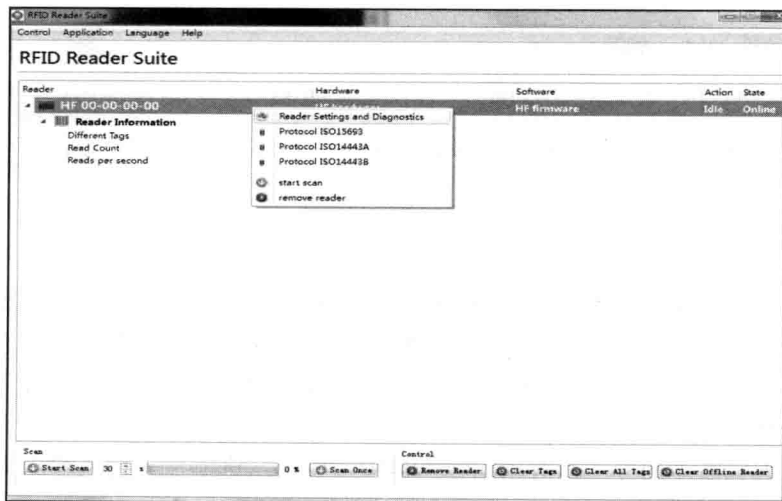 RFID Reader Suite
Control Application Language Help
RFID Reader Suite
Reader Hardware Software Action State
HF 00-00-00-00 HF firmware Idle Online
Reader Settings and Diagnostics
Reader Information
Protocol ISO15693
Different Tags
Protocol ISO14443A
Read Count
Protocol ISO14443B
Reads per second
start scan
remove reader
Scan Control
Start Scan 30 s 0 % Scan Once Remove Reader Clear Tags Clear All Tags Clear Offline Reader